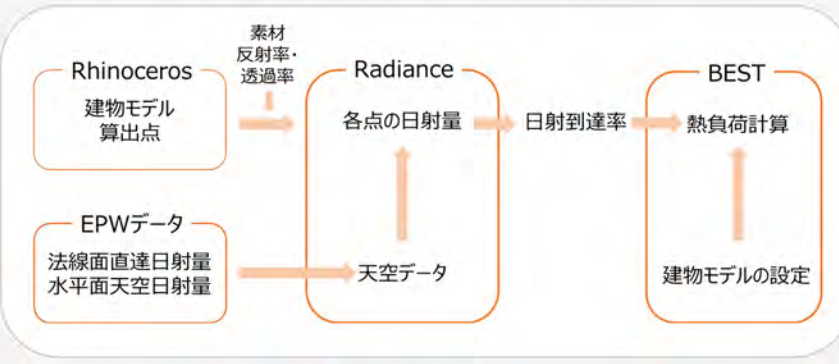 素材
反射率・
透過率
Rhinoceros
建物モデル
算出点
Radiance
各点の日射量
天空データ
日射到達率
BEST
熱負荷計算
建物モデルの設定
EPWデータ
法線面直達日射量
水平面天空日射量